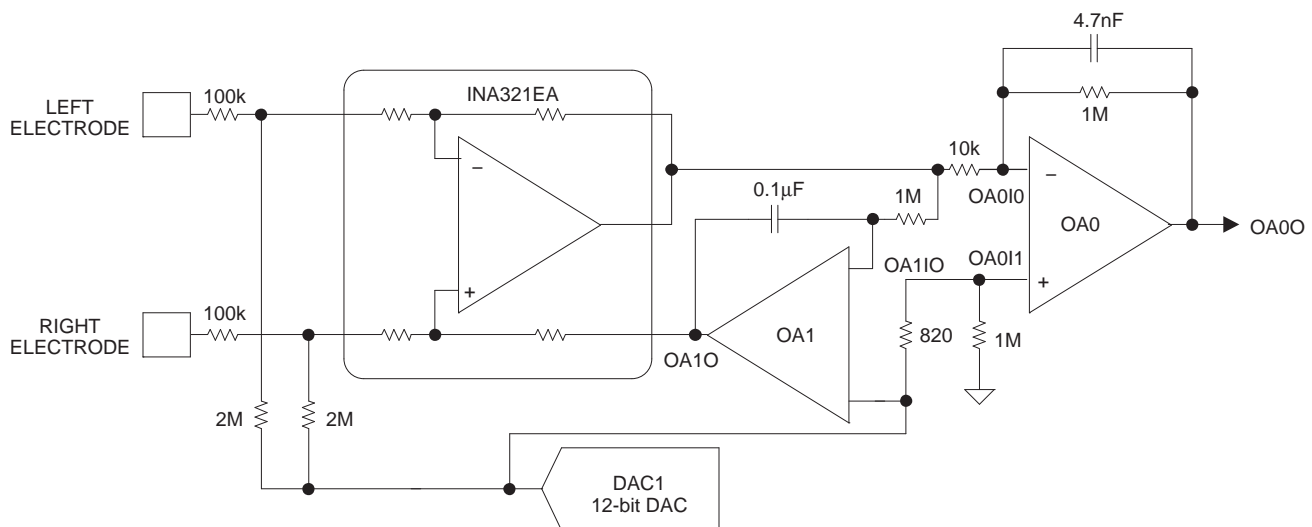 4.7nF
LEFT
ELECTRODE
100k
INA321EA
1M
10k
–
0.1µF
1M
OA0I0
–
OA0
OA0O
OA1IO
OA0I1
+
+
RIGHT
ELECTRODE
100k
OA1O
OA1
820
1M
2M
2M
DAC1
12-bit DAC